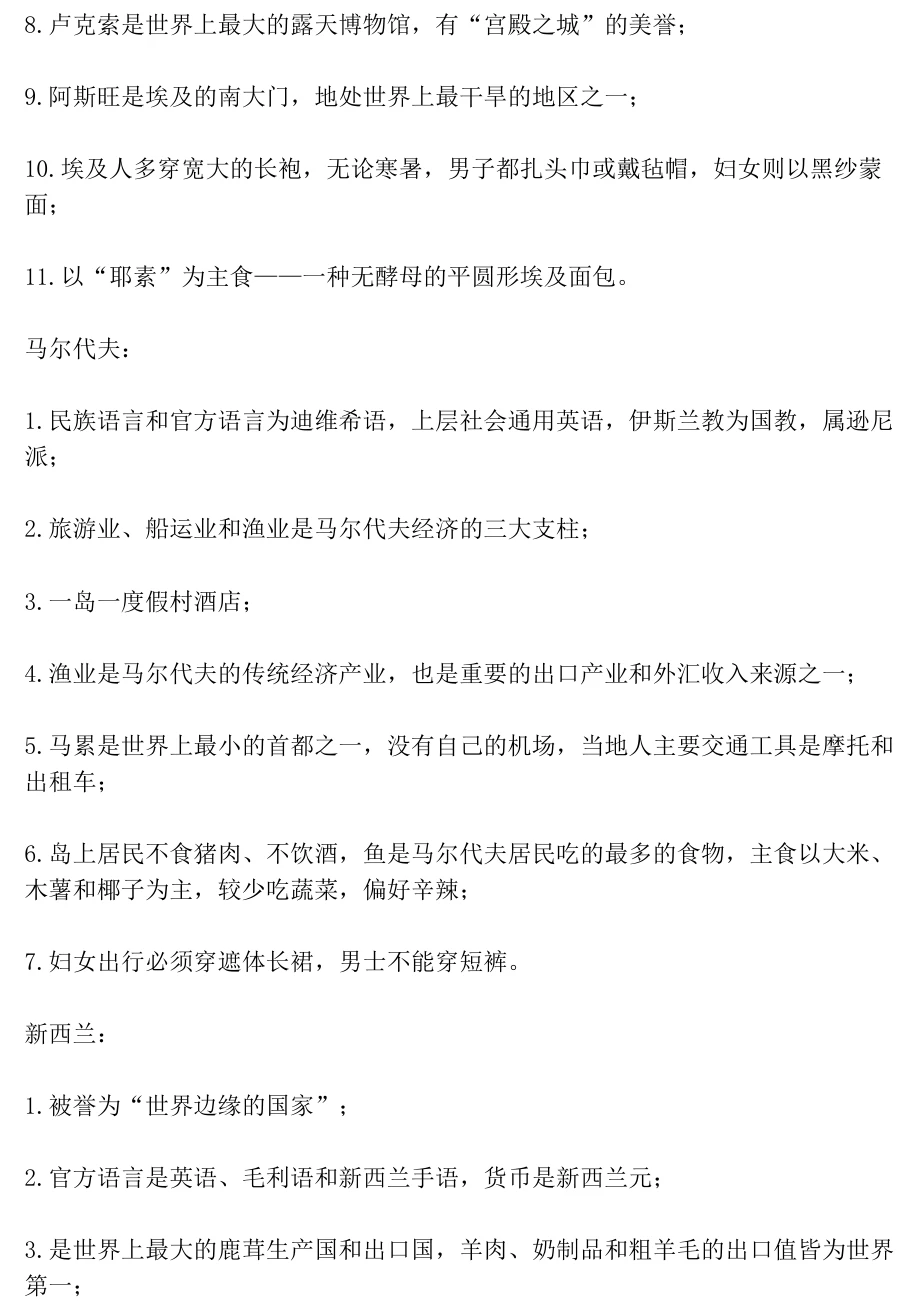 8.卢克索是世界上最大的露天博物馆，有“宫殿之城”的美誉；
9.阿斯旺是埃及的南大门，地处世界上最干旱的地区之一；
10.埃及人多穿宽大的长袍，无论寒暑，男子都扎头巾或戴毡帽，妇女则以黑纱蒙
面；
11.以“耶素”为主食——一种无酵母的平圆形埃及面包。
马尔代夫：
1.民族语言和官方语言为迪维希语，上层社会通用英语，伊斯兰教为国教，属逊尼
派；
2.旅游业、船运业和渔业是马尔代夫经济的三大支柱；
3.一岛一度假村酒店；
4.渔业是马尔代夫的传统经济产业，也是重要的出口产业和外汇收入来源之一；
5.马累是世界上最小的首都之一，没有自己的机场，当地人主要交通工具是摩托和
出租车；
6.岛上居民不食猪肉、不饮酒，鱼是马尔代夫居民吃的最多的食物，主食以大米、
木薯和椰子为主，较少吃蔬菜，偏好辛辣；
7.妇女出行必须穿遮体长裙，男士不能穿短裤。
新西兰：
1.被誉为“世界边缘的国家”；
2.官方语言是英语、毛利语和新西兰手语，货币是新西兰元；
3.是世界上最大的鹿茸生产国和出口国，羊肉、奶制品和粗羊毛的出口值皆为世界
第一；